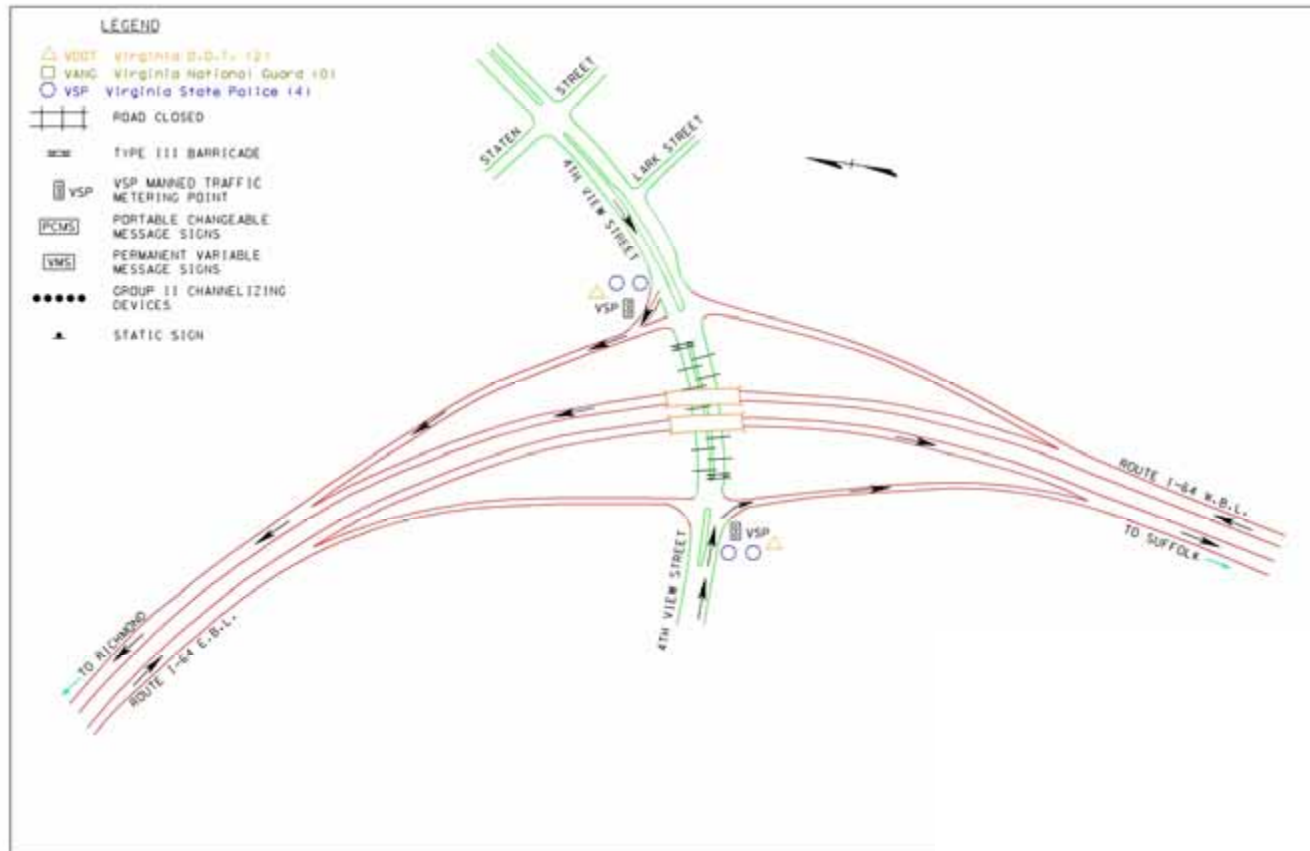 LEGEND
VDOT Virginia D.O.T. (2)
VANG Virginia National Guard (0)
VSP Virginia State Police (4)
ROAD CLOSED
TYPE III BARRICADE
VSP
VSP MANNED TRAFFIC
METERING POINT
PCMS
PORTABLE CHANGEABLE
MESSAGE SIGNS
VMS
PERMANENT VARIABLE
MESSAGE SIGNS
GROUP II CHANNELIZING
DEVICES
STATIC SIGN
STATEN
STREET
LARK STREET
4TH VIEW STREET
VSP
ROUTE I-64 W.B.L.
TO SUFFOLK
VSP
4TH VIEW STREET
TO RICHMOND
ROUTE I-64 E.B.L.